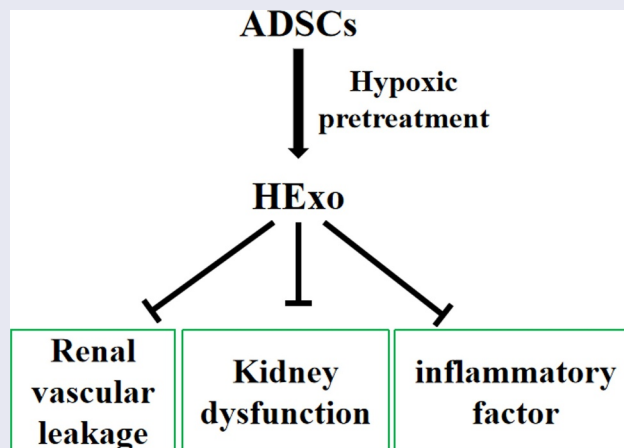 ADSCs
Hypoxic
pretreatment
HExo
Renal
vascular
leakage
Kidney
dysfunction
inflammatory
factor